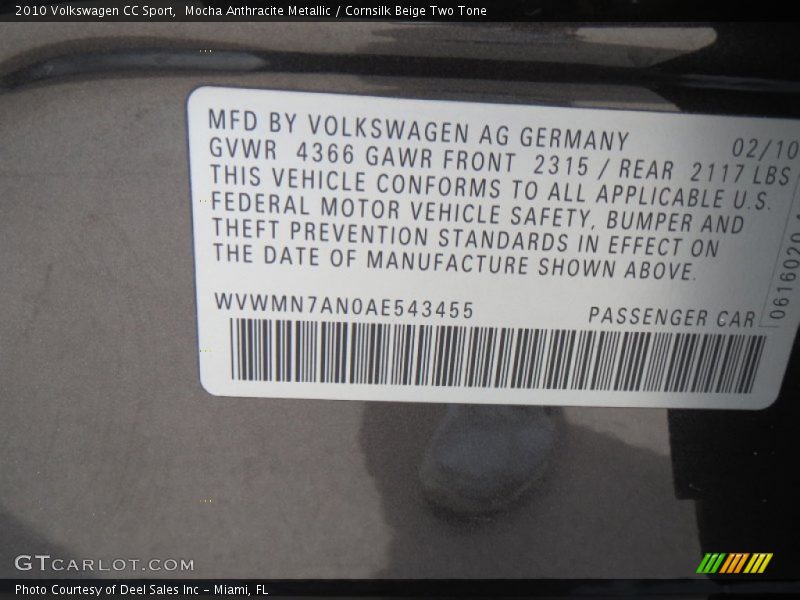 2010 Volkswagen CC Sport, Mocha Anthracite Metallic / Cornsilk Beige Two Tone
MFD BY VOLKSWAGEN AG GERMANY 02/10
GVWR 4366 GAWR FRONT 2315 / REAR 2117 LBS
THIS VEHICLE CONFORMS TO ALL APPLICABLE U.S.
FEDERAL MOTOR VEHICLE SAFETY, BUMPER AND
THEFT PREVENTION STANDARDS IN EFFECT ON
THE DATE OF MANUFACTURE SHOWN ABOVE.
WVWMN7AN0AE543455 PASSENGER CAR
0616020
GTCARLOT.COM
Photo Courtesy of Deel Sales Inc - Miami, FL